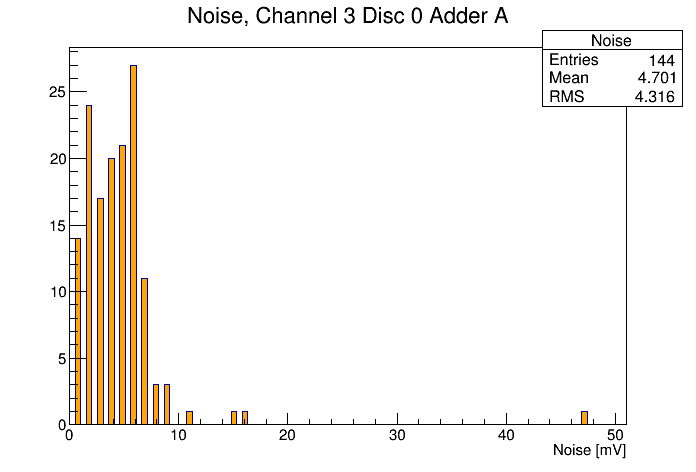 Noise, Channel 3 Disc 0 Adder A
Noise
Entries 144
Mean 4.701
RMS 4.316
25
20
15
10
5
0
0 10 20 30 40 50
Noise [mV]